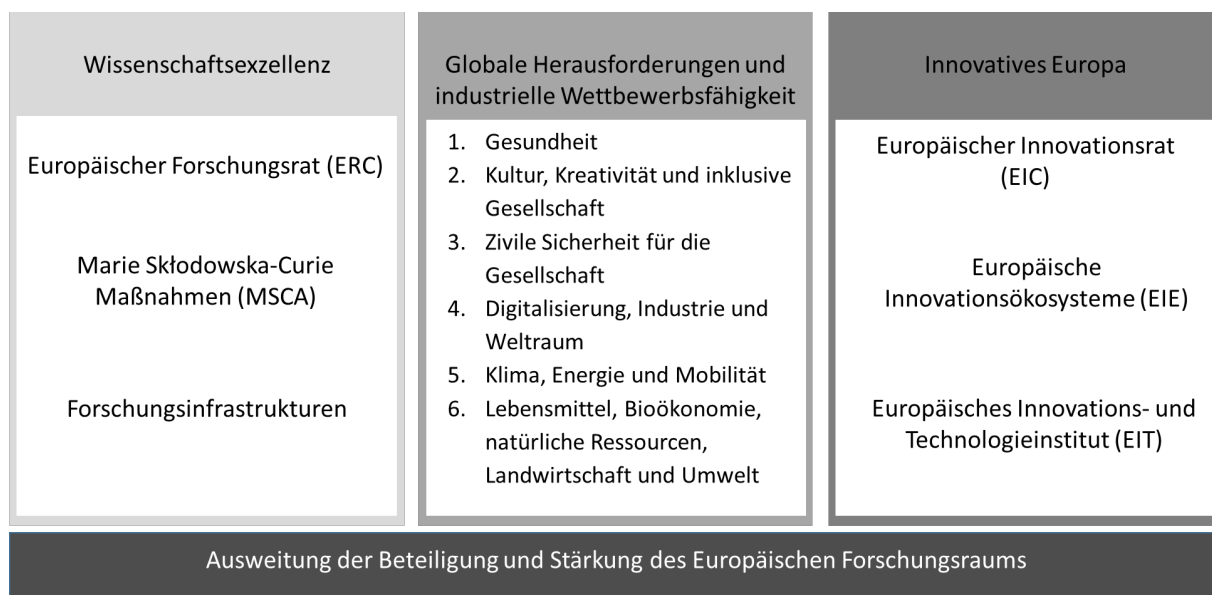 Wissenschaftsexzellenz
Europäischer Forschungsrat (ERC)
Marie Skłodowska-Curie
Maßnahmen (MSCA)
Forschungsinfrastrukturen
Globale Herausforderungen und
industrielle Wettbewerbsfähigkeit
1. Gesundheit
2. Kultur, Kreativität und inklusive
Gesellschaft
3. Zivile Sicherheit für die
Gesellschaft
4. Digitalisierung, Industrie und
Weltraum
5. Klima, Energie und Mobilität
6. Lebensmittel, Bioökonomie,
natürliche Ressourcen,
Landwirtschaft und Umwelt
Innovatives Europa
Europäischer Innovationsrat
(EIC)
Europäische
Innovationsökosysteme (EIE)
Europäisches Innovations- und
Technologieinstitut (EIT)
Ausweitung der Beteiligung und Stärkung des Europäischen Forschungsraums